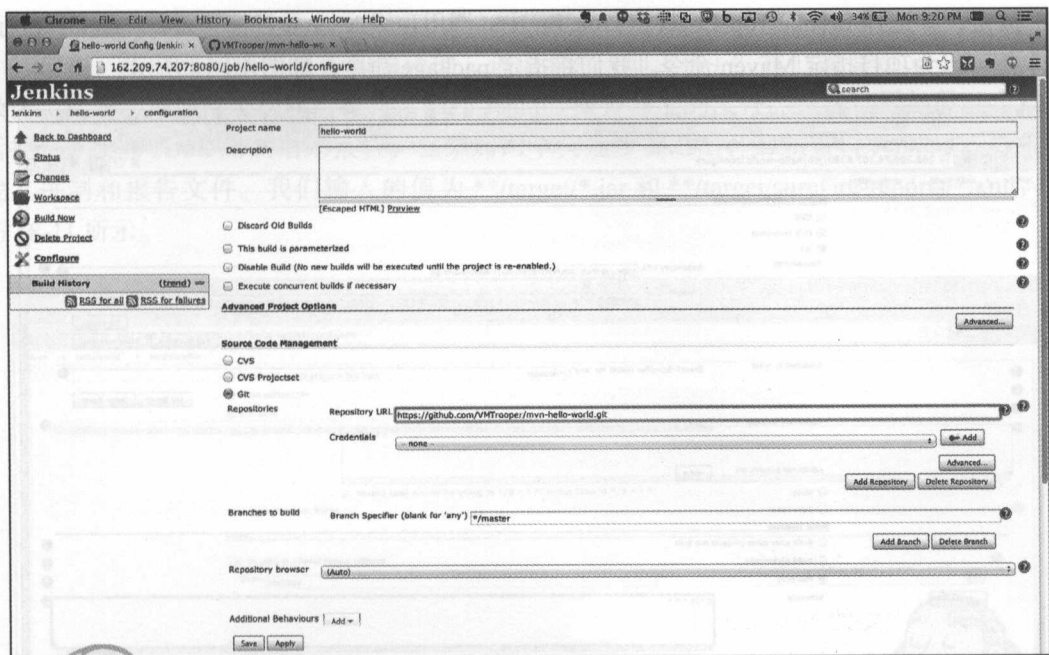 Chrome File Edit View History Bookmarks Window Help 34% Mon 9:20 PM
hello-world Config [Jenkin × VMTrooper/mvn-hello-wo ×
162.209.74.207:8080/job/hello-world/configure
Jenkins search
Jenkins hello-world configuration
Back to Dashboard
Status
Changes
Workspace
Build Now
Delete Project
Configure
Build History (trend)
RSS for all RSS for failures
Project name hello-world
Description
[Escaped HTML] Preview
Discard Old Builds
This build is parameterized
Disable Build (No new builds will be executed until the project is re-enabled.)
Execute concurrent builds if necessary
Advanced Project Options
Advanced...
Source Code Management
CVS
CVS Projectset
Git
Repositories Repository URL https://github.com/VMTrooper/mvn-hello-world.git
Credentials - none - Add
Advanced...
Add Repository Delete Repository
Branches to build Branch Specifier (blank for 'any') */master
Add Branch Delete Branch
Repository browser (Auto)
Additional Behaviours Add
Save Apply